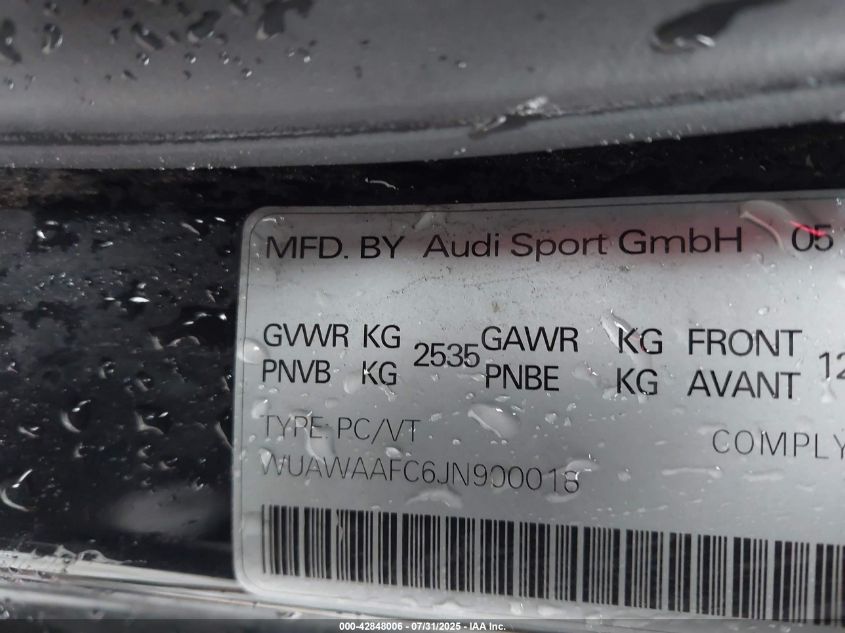 MFD. BY Audi Sport GmbH 05
GVWR KG 2535 GAWR KG FRONT 12
PNVB KG PNBE KG AVANT
TYPE: PC/VT
COMPLY
WUAWAAFC6JN900018
000-42848006 - 07/31/2025 - IAA Inc.